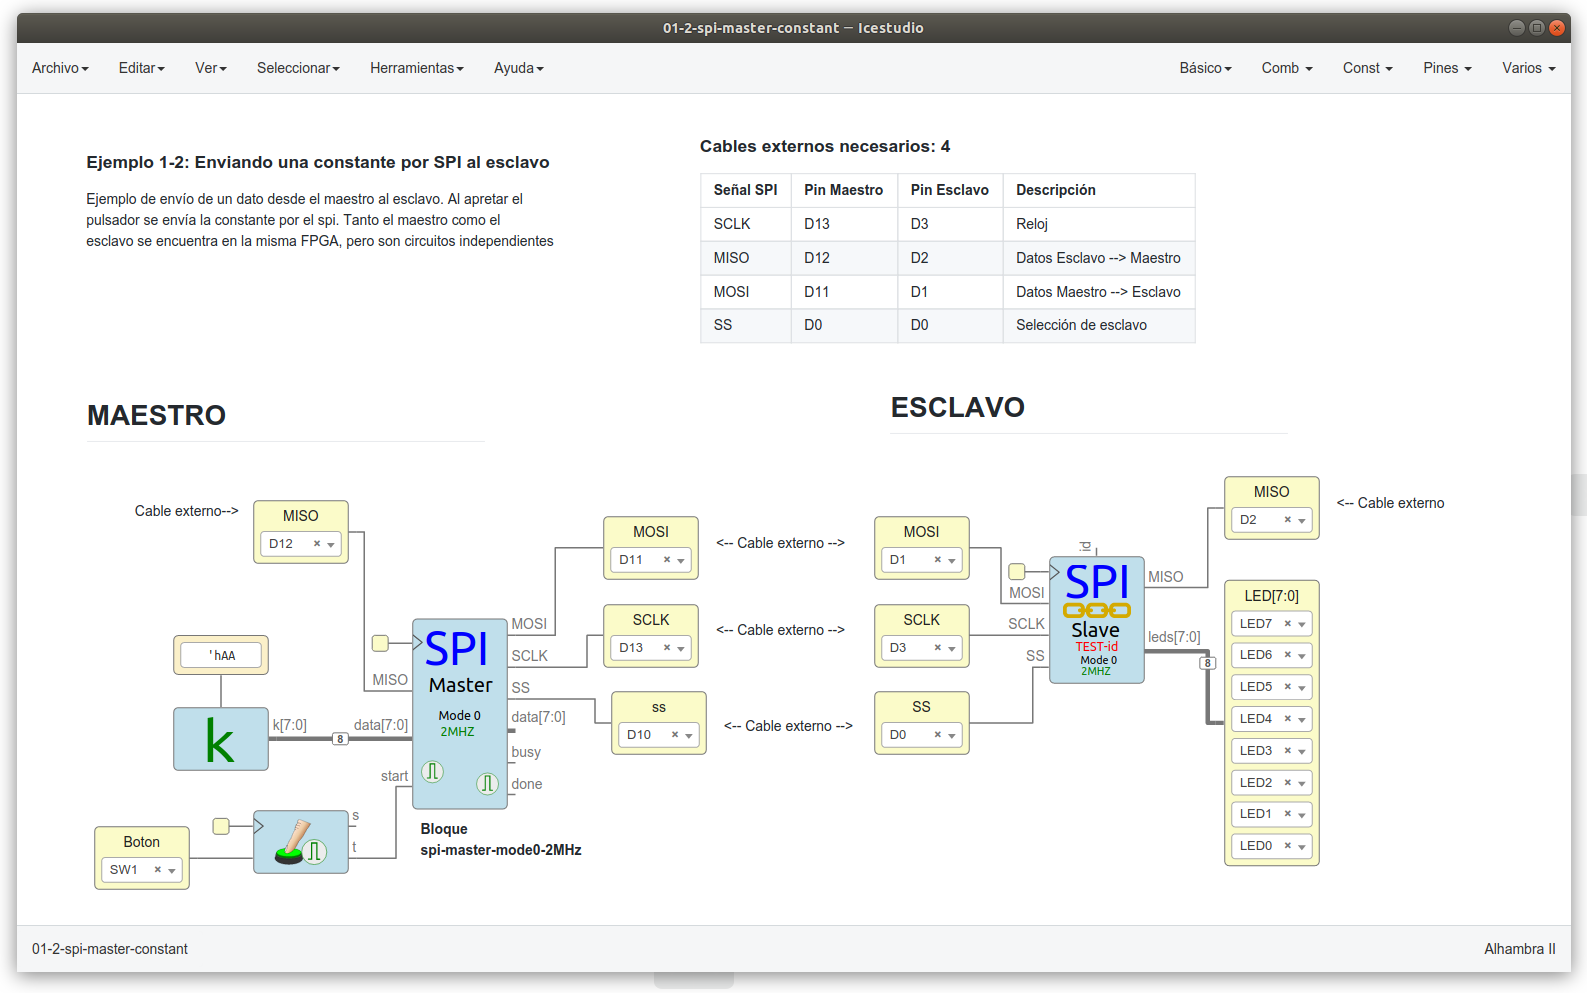 01-2-spi-master-constant — Icestudio
Archivo Editar Ver Seleccionar Herramientas Ayuda Básico Comb Const Pines Varios
Ejemplo 1-2: Enviando una constante por SPI al esclavo
Ejemplo de envío de un dato desde el maestro al esclavo. Al apretar el
pulsador se envía la constante por el spi. Tanto el maestro como el
esclavo se encuentra en la misma FPGA, pero son circuitos independientes
Cables externos necesarios: 4
Señal SPI Pin Maestro Pin Esclavo Descripción
SCLK D13 D3 Reloj
MISO D12 D2 Datos Esclavo --> Maestro
MOSI D11 D1 Datos Maestro --> Esclavo
SS D0 D0 Selección de esclavo
MAESTRO
Cable externo-->
MISO
D12
'hAA
k
k[7:0]
8
data[7:0]
Boton
SW1
s
t
MISO
start
SPI
Master
Mode 0
2MHZ
MOSI
SCLK
SS
data[7:0]
busy
done
Bloque
spi-master-mode0-2MHz
MOSI
D11
SCLK
D13
ss
D10
<-- Cable externo -->
<-- Cable externo -->
<-- Cable externo -->
ESCLAVO
MOSI
D1
SCLK
D3
SS
D0
id
MOSI
SCLK
SS
SPI
Slave
TEST-id
Mode 0
2MHZ
MISO
leds[7:0]
8
MISO
D2
<-- Cable externo
LED[7:0]
LED7
LED6
LED5
LED4
LED3
LED2
LED1
LED0
01-2-spi-master-constant Alhambra II